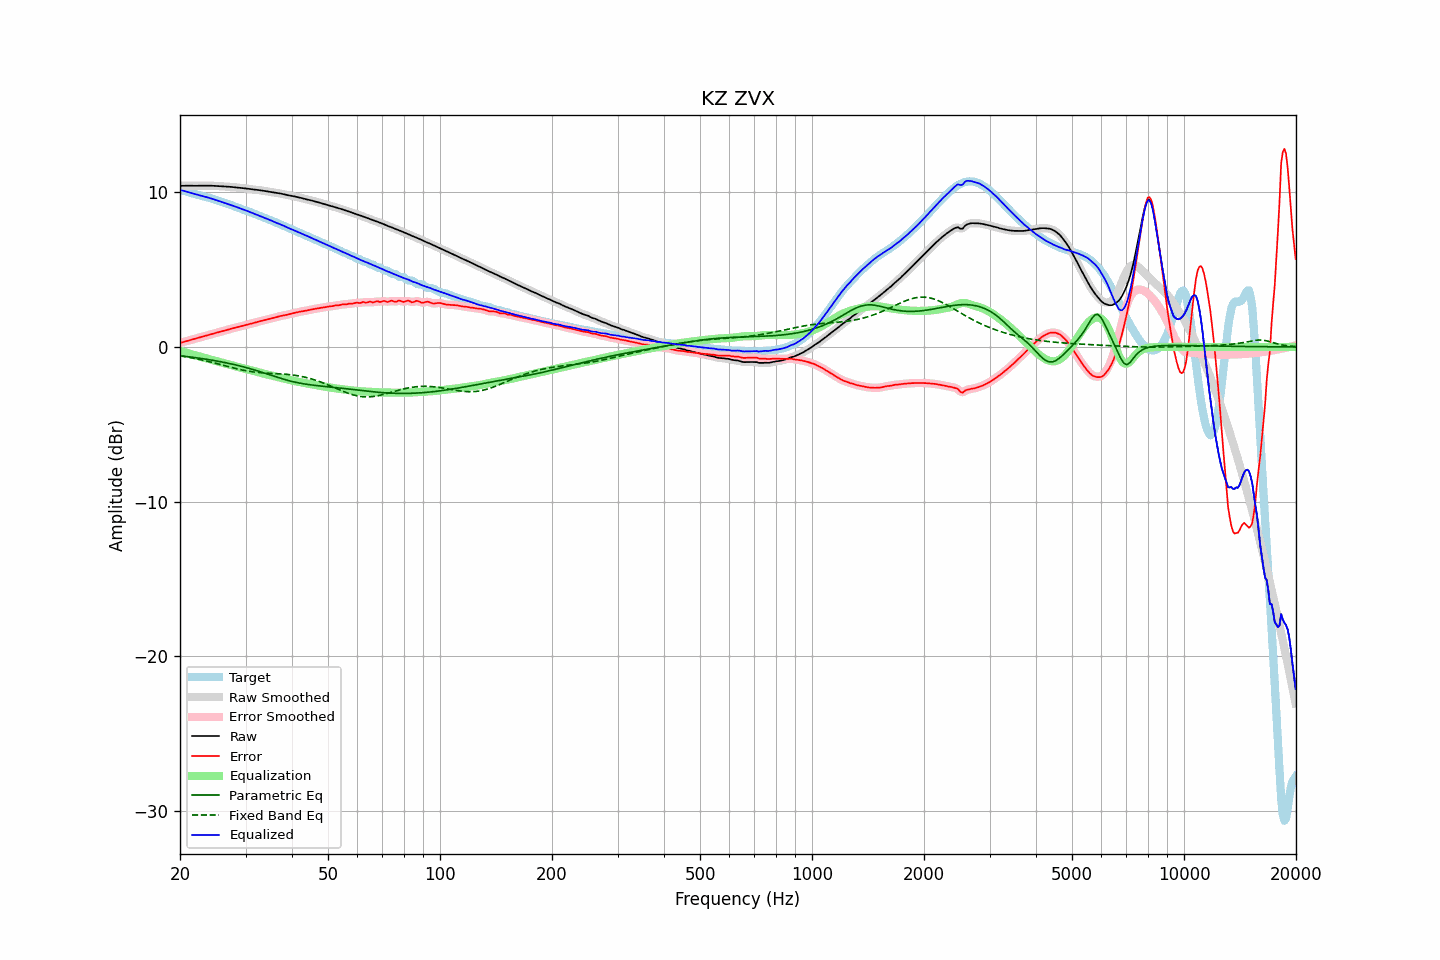 KZ ZVX
10
0
−10
−20
−30
Amplitude (dBr)
Target
Raw Smoothed
Error Smoothed
Raw
Error
Equalization
Parametric Eq
Fixed Band Eq
Equalized
20 50 100 200 500 1000 2000 5000 10000 20000
Frequency (Hz)